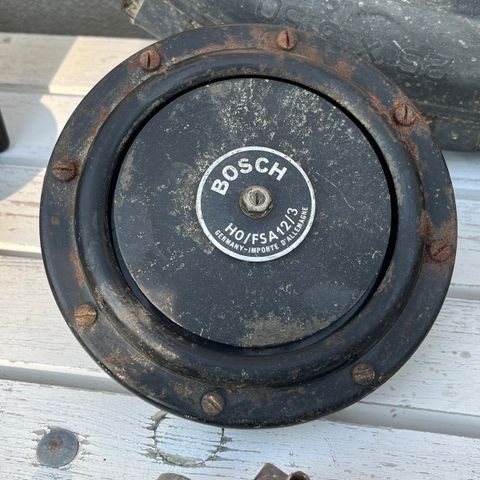 BOSCH
HO/FSA 12/3
GERMANY-IMPORTE D'ALLEMAGNE